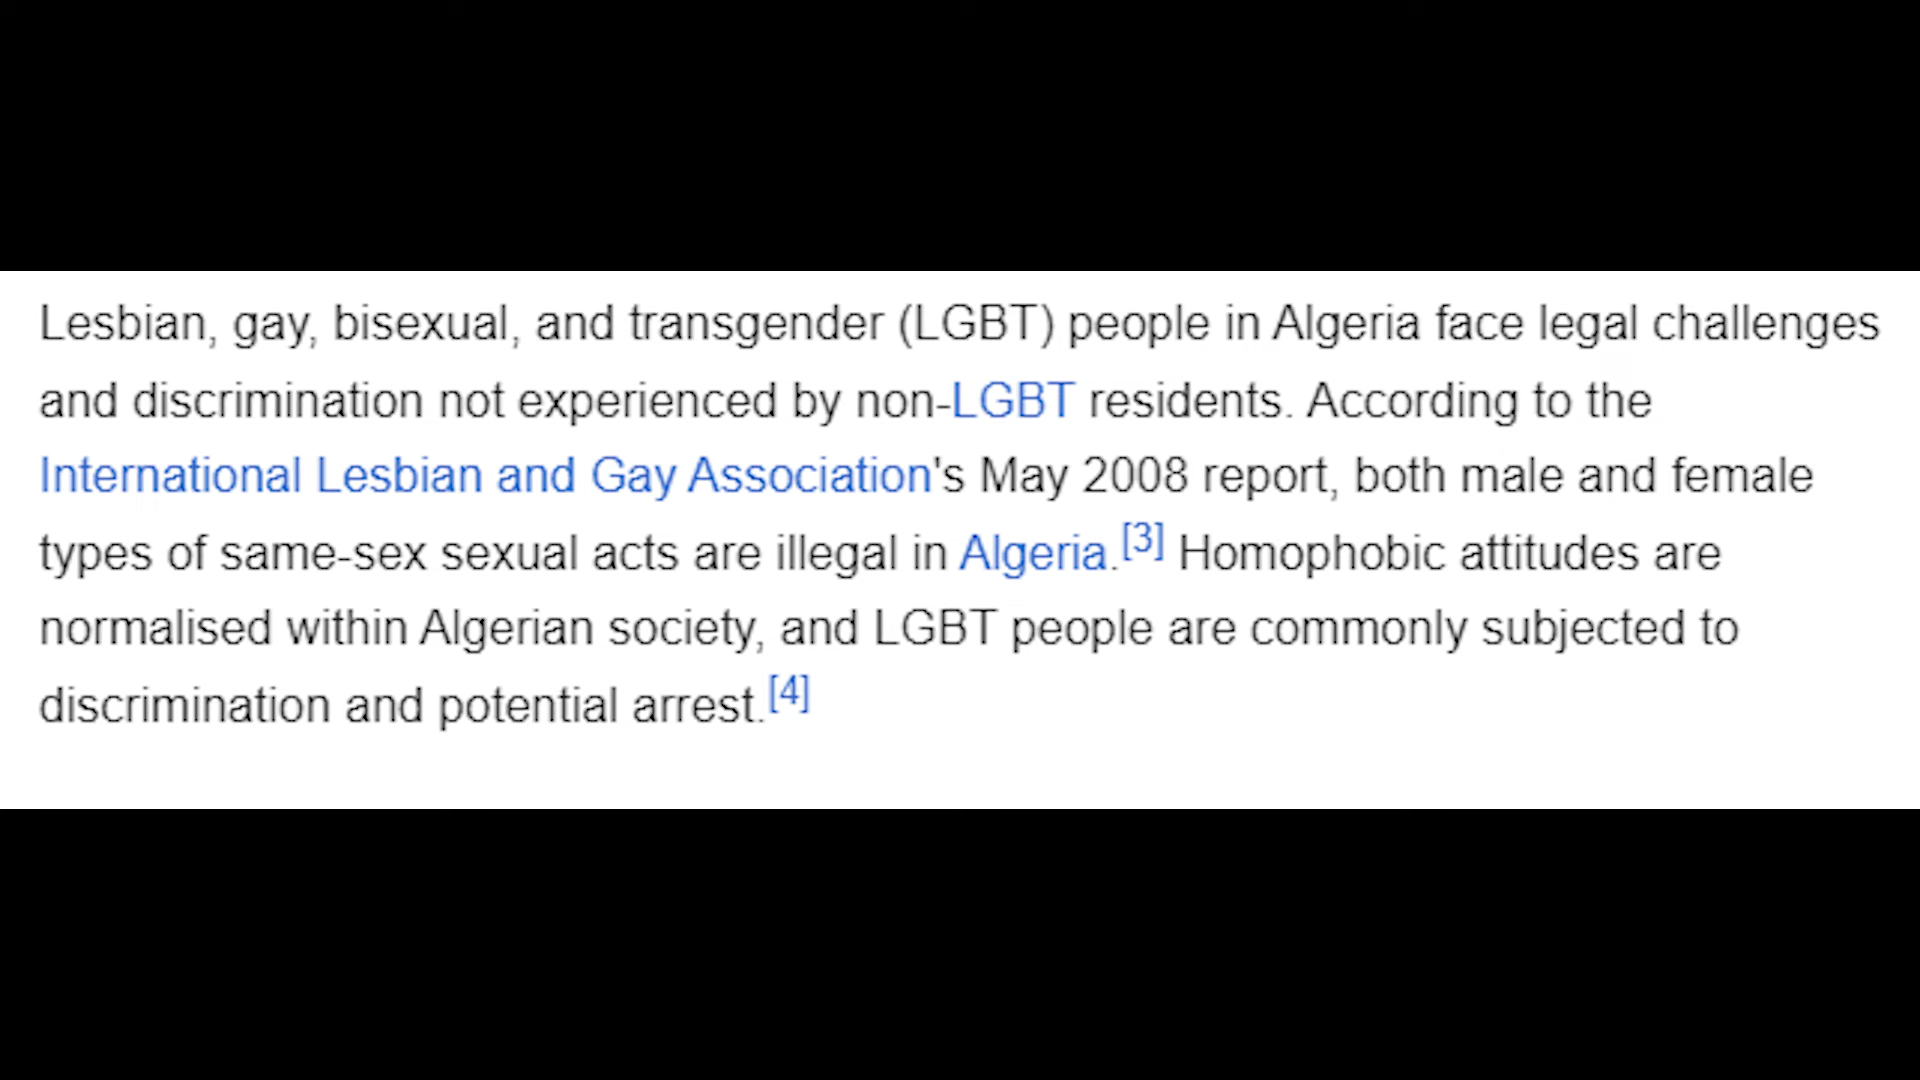 Lesbian, gay, bisexual, and transgender (LGBT) people in Algeria face legal challenges
and discrimination not experienced by non-LGBT residents. According to the
International Lesbian and Gay Association's May 2008 report, both male and female
types of same-sex sexual acts are illegal in Algeria.[3] Homophobic attitudes are
normalised within Algerian society, and LGBT people are commonly subjected to
discrimination and potential arrest.[4]